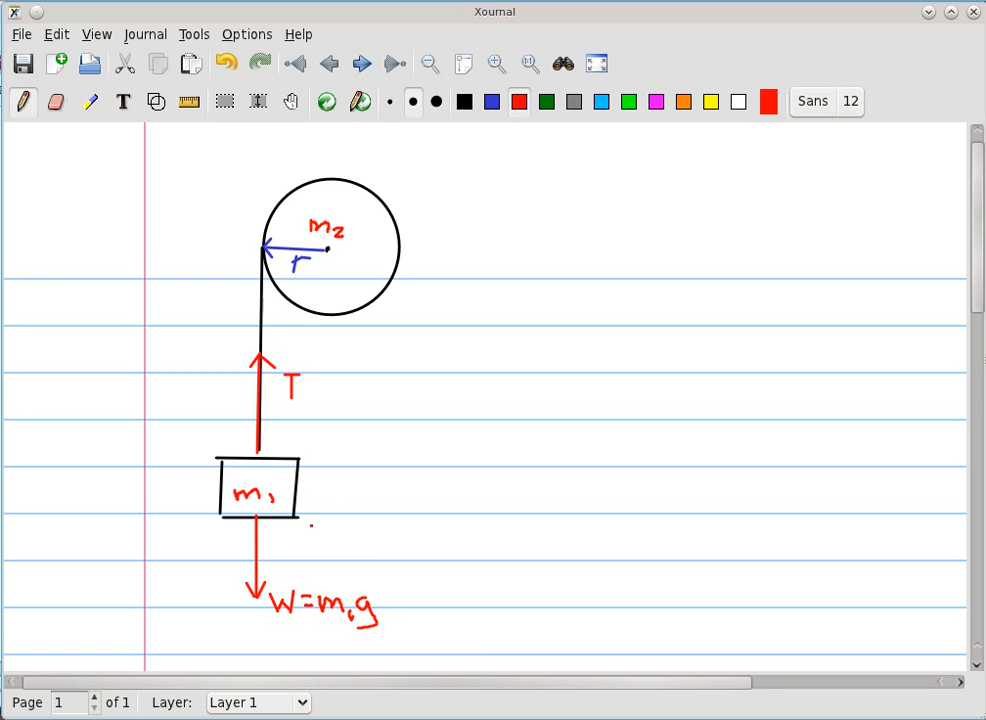 Xournal
File Edit View Journal Tools Options Help
Sans 12
m₂
r
T
m₁
W=m₁g
Page 1 of 1 Layer: Layer 1